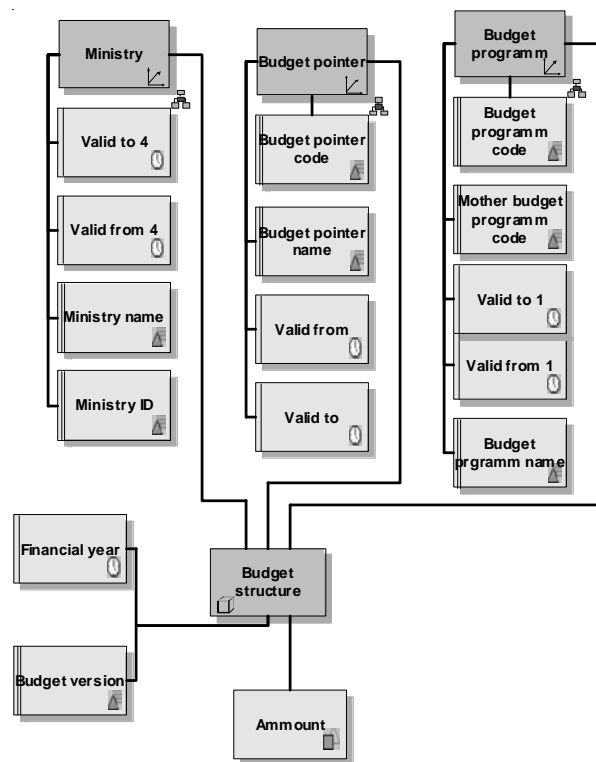 Ministry
Valid to 4
Valid from 4
Ministry name
Ministry ID
Budget pointer
Budget pointer
code
Budget pointer
name
Valid from
Valid to
Budget
programm
Budget
programm
code
Mother budget
programm
code
Valid to 1
Valid from 1
Budget
prgramm name
Financial year
Budget version
Budget
structure
Ammount